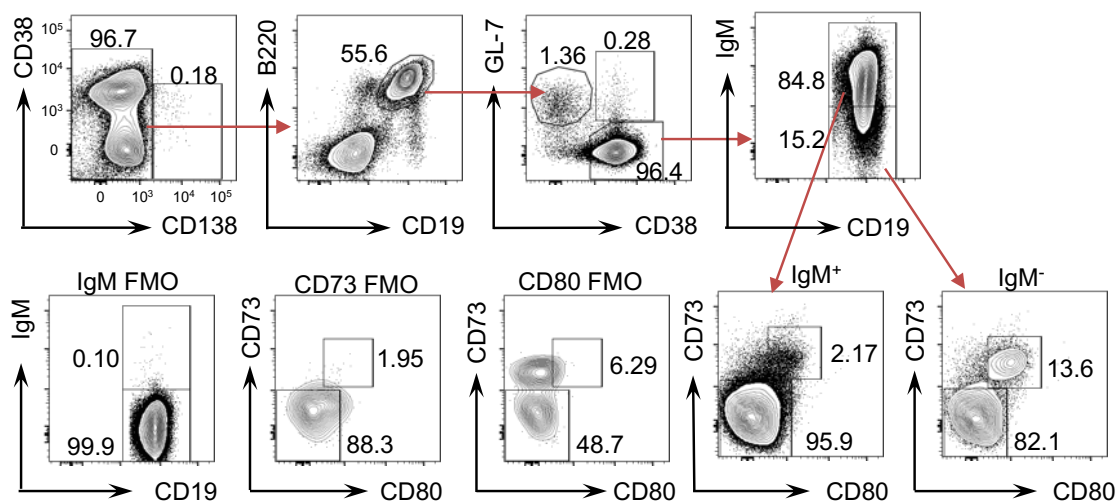 CD38
10⁵
10⁴
10³
0
96.7
0.18
0
10³
10⁴
10⁵
CD138
B220
55.6
CD19
GL-7
1.36
0.28
96.4
CD38
IgM
84.8
15.2
CD19
IgM FMO
IgM
0.10
99.9
CD19
CD73 FMO
CD73
1.95
88.3
CD80
CD80 FMO
CD73
6.29
48.7
CD80
IgM⁺
CD73
2.17
95.9
CD80
IgM⁻
CD73
13.6
82.1
CD80